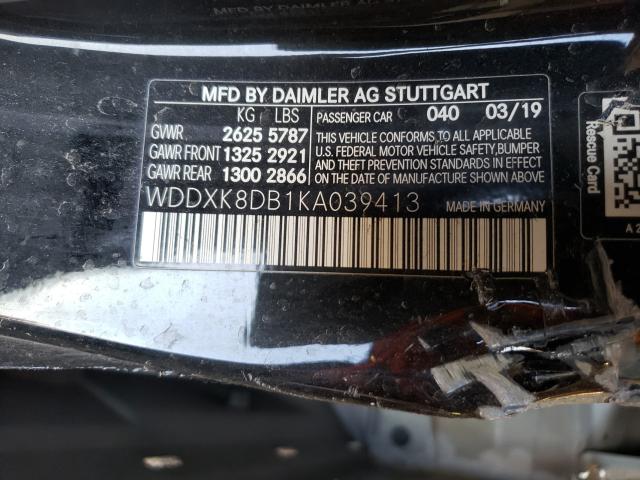 MFD BY DAIMLER AG STUTTGART
KG LBS PASSENGER CAR 040 03/19
GVWR 2625 5787
GAWR FRONT 1325 2921
GAWR REAR 1300 2866
THIS VEHICLE CONFORMS TO ALL APPLICABLE
U.S. FEDERAL MOTOR VEHICLE SAFETY,BUMPER
AND THEFT PREVENTION STANDARDS IN EFFECT
ON THE DATE OF MANUFACTURE SHOWN ABOVE
WDDXK8DB1KA039413 MADE IN GERMANY
Rescue Card
A 2